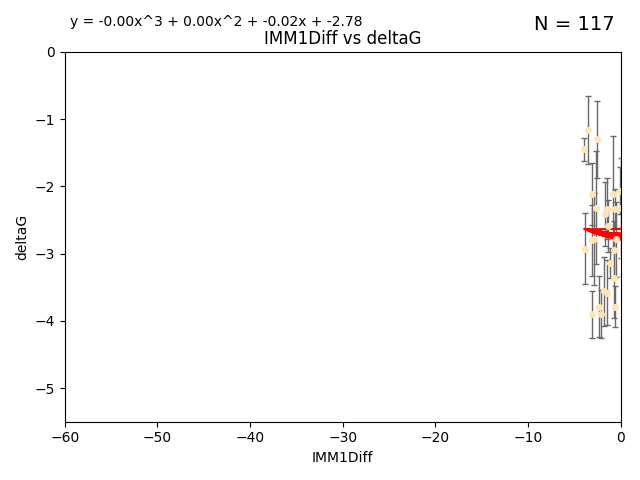 y = -0.00x^3 + 0.00x^2 + -0.02x + -2.78
N = 117
IMM1Diff vs deltaG
0
−1
−2
−3
−4
−5
deltaG
−60 −50 −40 −30 −20 −10 0
IMM1Diff